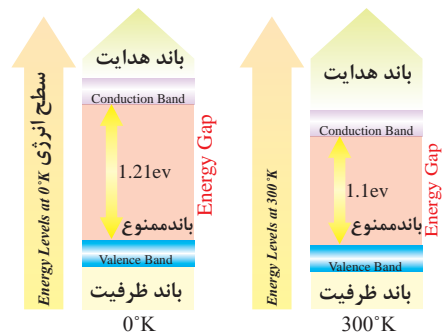 سطح انرژی
Energy Levels at 0°K
باند هدایت
Conduction Band
1.21ev
باندممنوع
Valence Band
باند ظرفیت
0°K
Energy Gap
Energy Levels at 300°K
باند هدایت
Conduction Band
1.1ev
باندممنوع
Valence Band
باند ظرفیت
300°K
Energy Gap